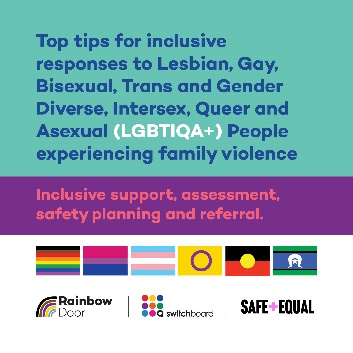 Top tips for inclusive
responses to Lesbian, Gay,
Bisexual, Trans and Gender
Diverse, Intersex, Queer and
Asexual (LGBTIQA+) People
experiencing family violence
Inclusive support, assessment,
safety planning and referral.
Rainbow
Door
switchboard
SAFE+EQUAL